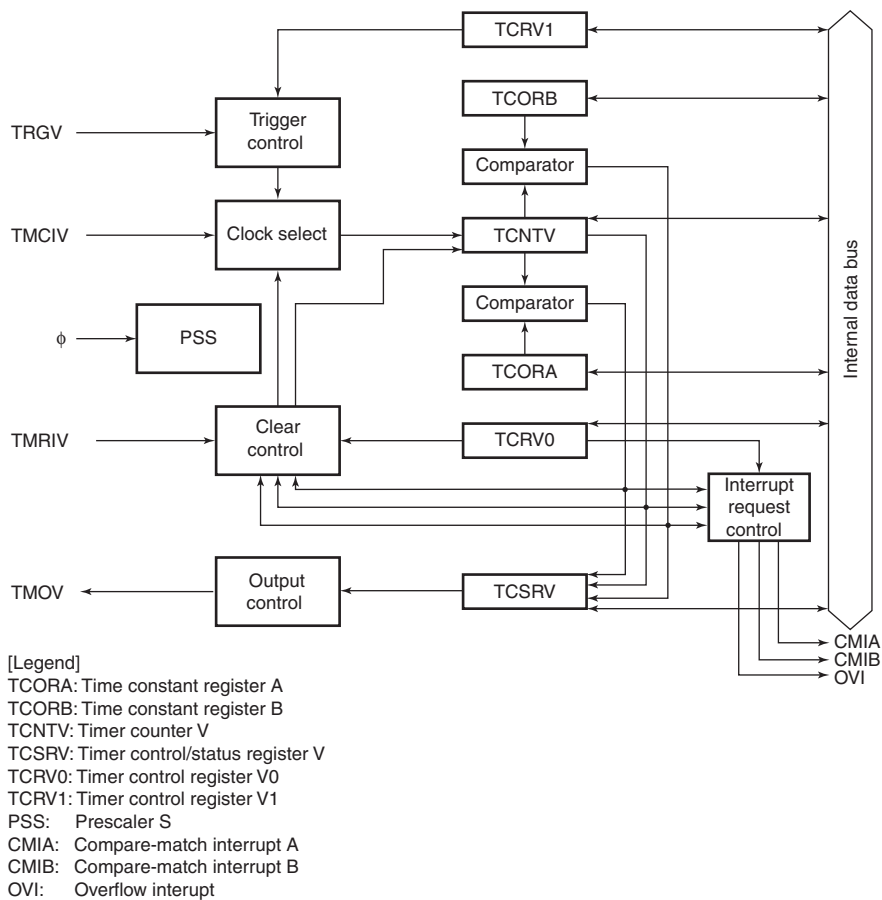 TCRV1
TCORB
TRGV
Trigger
control
Comparator
TMCIV
Clock select
TCNTV
Internal data bus
Comparator
ϕ
PSS
TCORA
TMRIV
Clear
control
TCRV0
Interrupt
request
control
TMOV
Output
control
TCSRV
CMIA
CMIB
OVI
[Legend]
TCORA: Time constant register A
TCORB: Time constant register B
TCNTV: Timer counter V
TCSRV: Timer control/status register V
TCRV0: Timer control register V0
TCRV1: Timer control register V1
PSS: Prescaler S
CMIA: Compare-match interrupt A
CMIB: Compare-match interrupt B
OVI: Overflow interupt